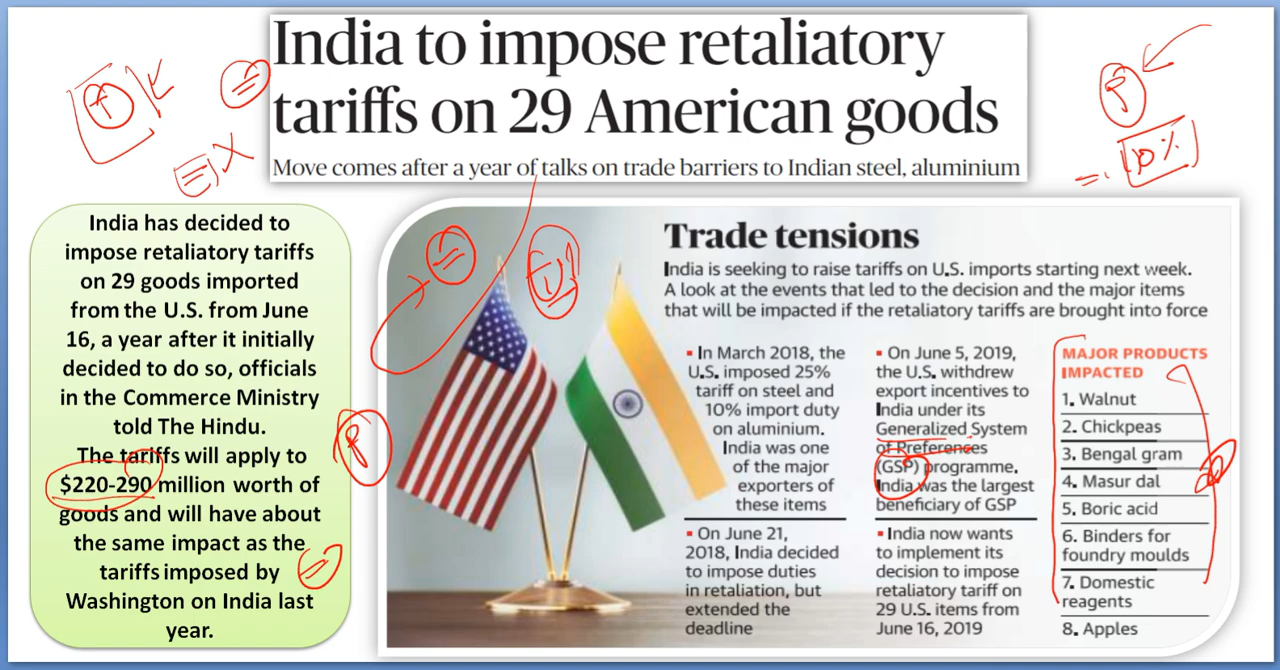 India to impose retaliatory
tariffs on 29 American goods
Move comes after a year of talks on trade barriers to Indian steel, aluminium
10%
India has decided to
impose retaliatory tariffs
on 29 goods imported
from the U.S. from June
16, a year after it initially
decided to do so, officials
in the Commerce Ministry
told The Hindu.
The tariffs will apply to
$220-290 million worth of
goods and will have about
the same impact as the
tariffs imposed by
Washington on India last
year.
Trade tensions
India is seeking to raise tariffs on U.S. imports starting next week.
A look at the events that led to the decision and the major items
that will be impacted if the retaliatory tariffs are brought into force
▪ In March 2018, the
U.S. imposed 25%
tariff on steel and
10% import duty
on aluminium.
India was one
of the major
exporters of
these items
▪ On June 21,
2018, India decided
to impose duties
in retaliation, but
extended the
deadline
▪ On June 5, 2019,
the U.S. withdrew
export incentives to
India under its
Generalized System
of Preferences
(GSP) programme.
India was the largest
beneficiary of GSP
▪ India now wants
to implement its
decision to impose
retaliatory tariff on
29 U.S. items from
June 16, 2019
MAJOR PRODUCTS
IMPACTED
1. Walnut
2. Chickpeas
3. Bengal gram
4. Masur dal
5. Boric acid
6. Binders for
foundry moulds
7. Domestic
reagents
8. Apples